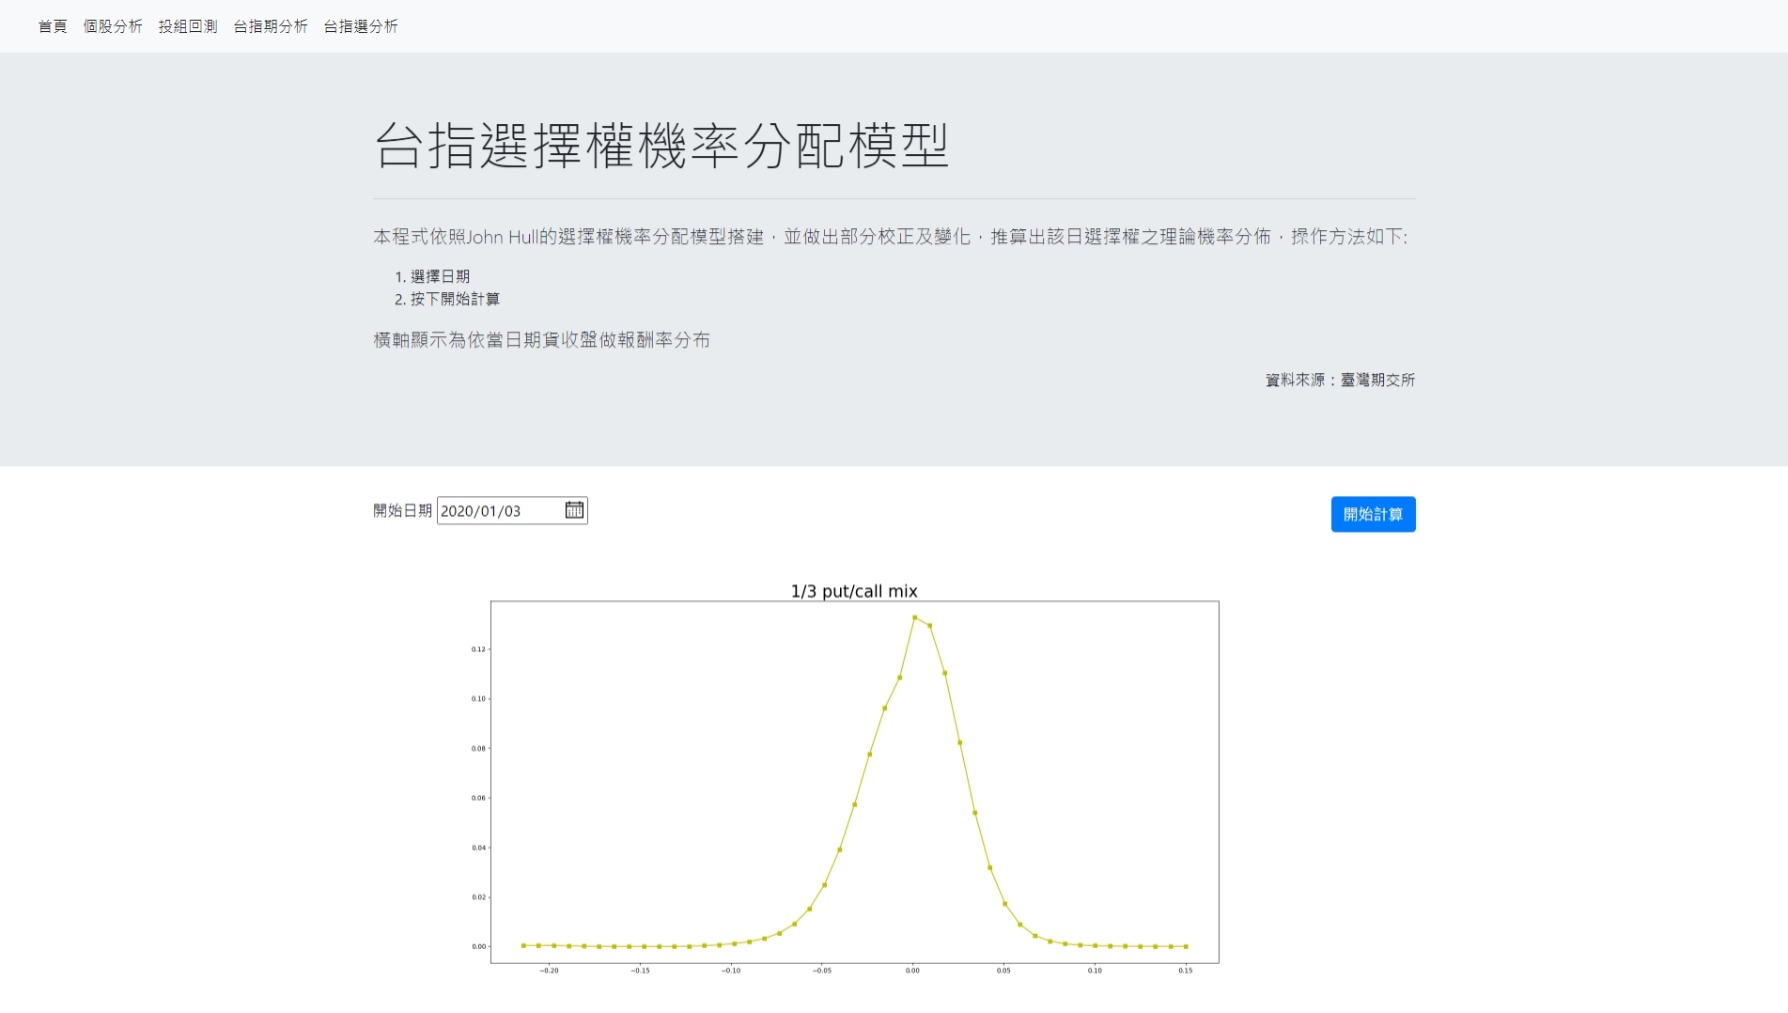 首頁 個股分析 投組回測 台指期分析 台指選分析
台指選擇權機率分配模型
本程式依照John Hull的選擇權機率分配模型搭建，並做出部分校正及變化，推算出該日選擇權之理論機率分佈，操作方法如下:
1. 選擇日期
2. 按下開始計算
橫軸顯示為依當日期貨收盤做報酬率分布
資料來源：臺灣期交所
開始日期 2020/01/03
開始計算
1/3 put/call mix
0.12
0.10
0.08
0.06
0.04
0.02
0.00
−0.20 −0.15 −0.10 −0.05 0.00 0.05 0.10 0.15